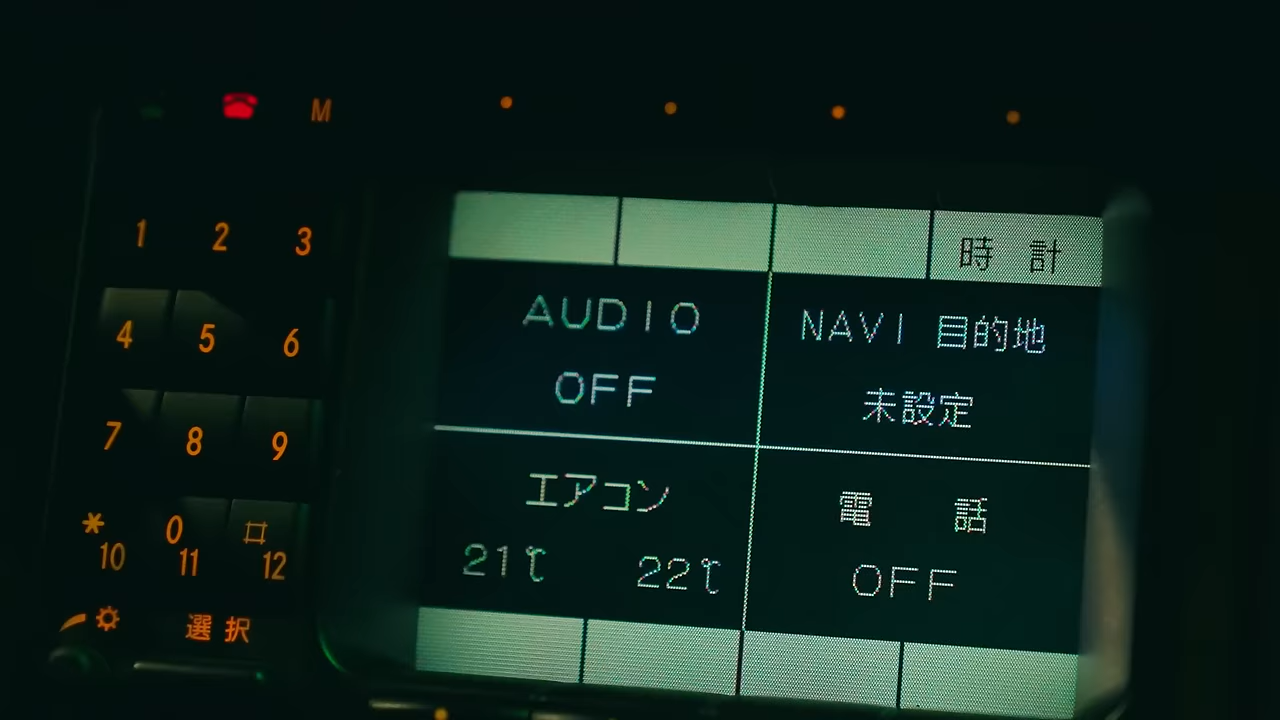 M
1 2 3
4 5 6
7 8 9
* 0 #
10 11 12
選択
時 計
AUDIO
OFF
NAVI 目的地
未設定
エアコン
21℃ 22℃
電 話
OFF